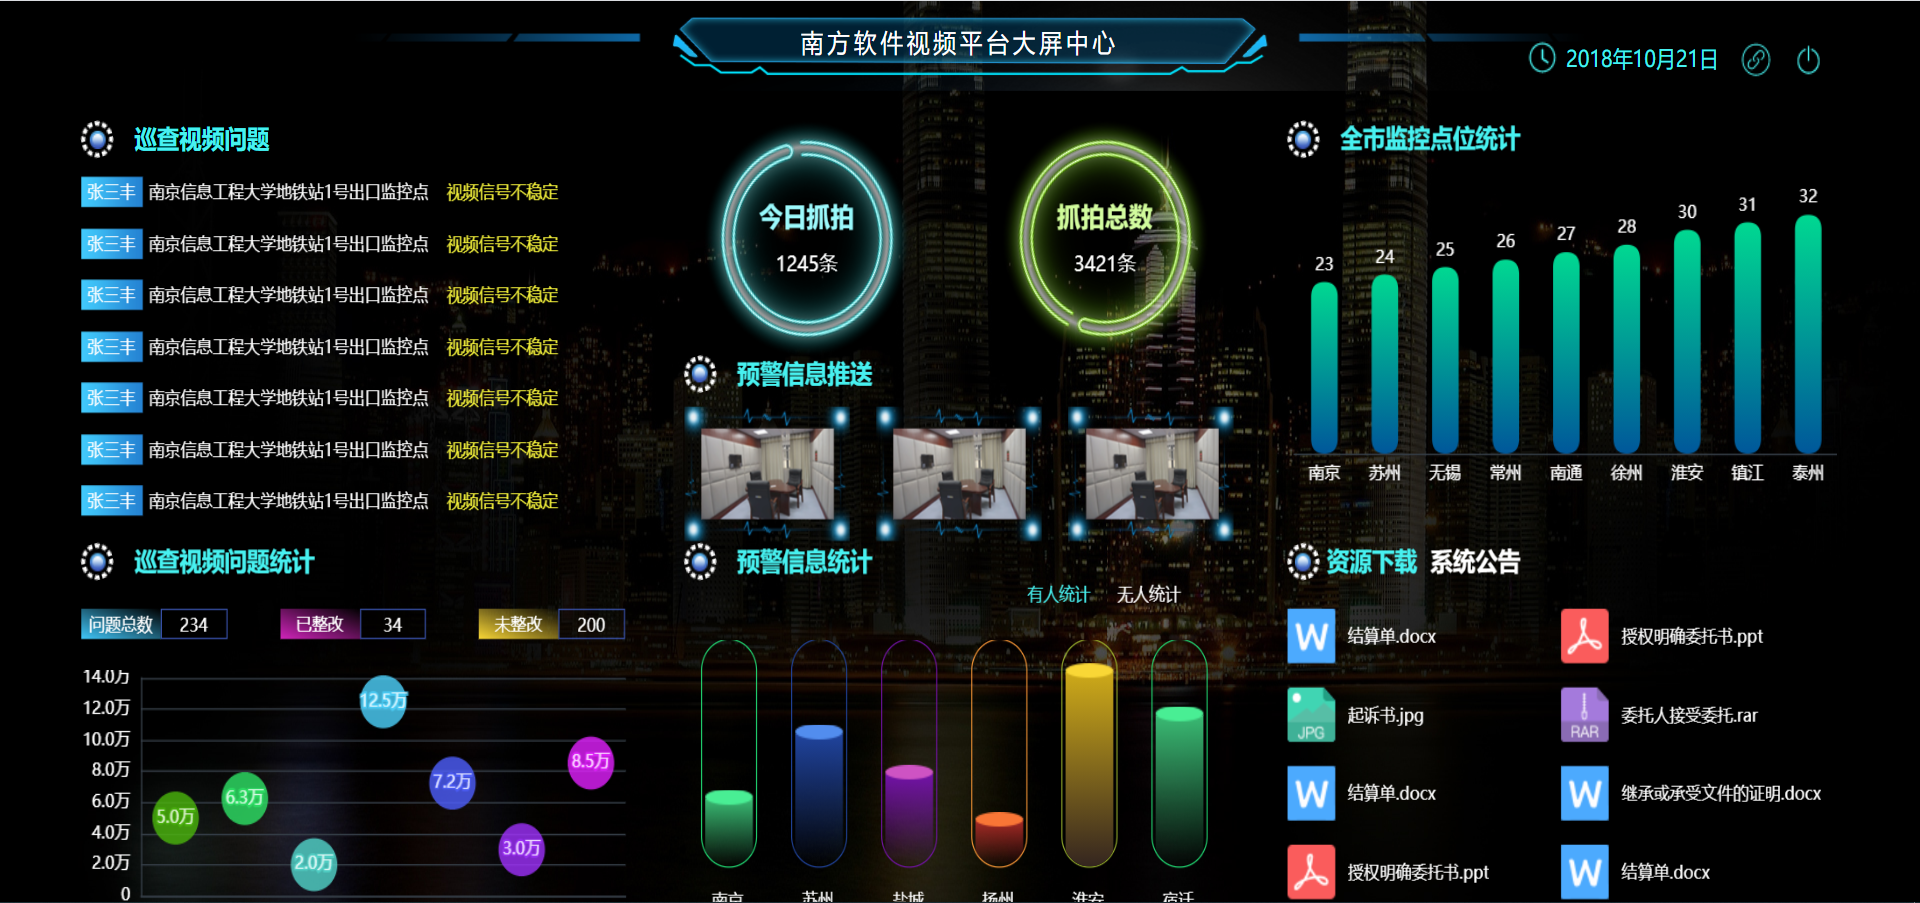 南方软件视频平台大屏中心
2018年10月21日
巡查视频问题
张三丰 南京信息工程大学地铁站1号出口监控点 视频信号不稳定
张三丰 南京信息工程大学地铁站1号出口监控点 视频信号不稳定
张三丰 南京信息工程大学地铁站1号出口监控点 视频信号不稳定
张三丰 南京信息工程大学地铁站1号出口监控点 视频信号不稳定
张三丰 南京信息工程大学地铁站1号出口监控点 视频信号不稳定
张三丰 南京信息工程大学地铁站1号出口监控点 视频信号不稳定
张三丰 南京信息工程大学地铁站1号出口监控点 视频信号不稳定
巡查视频问题统计
问题总数 234 已整改 34 未整改 200
14.0万
12.0万
10.0万
8.0万
6.0万
4.0万
2.0万
0
5.0万
6.3万
2.0万
12.5万
7.2万
3.0万
8.5万
今日抓拍
1245条
抓拍总数
3421条
预警信息推送
预警信息统计
有人统计 无人统计
南京 苏州 盐城 扬州 淮安 宿迁
全市监控点位统计
23 24 25 26 27 28 30 31 32
南京 苏州 无锡 常州 南通 徐州 淮安 镇江 泰州
资源下载 系统公告
W 结算单.docx
授权明确委托书.ppt
JPG 起诉书.jpg
RAR 委托人接受委托.rar
W 结算单.docx
W 继承或承受文件的证明.docx
授权明确委托书.ppt
W 结算单.docx